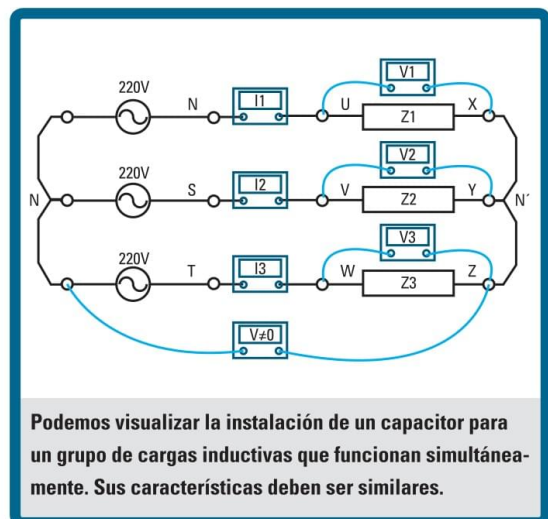 V1
220V
N
I1
U
Z1
X
V2
220V
N
S
I2
V
Z2
Y
N´
V3
220V
T
I3
W
Z3
Z
V≠0
Podemos visualizar la instalación de un capacitor para
un grupo de cargas inductivas que funcionan simultánea-
mente. Sus características deben ser similares.